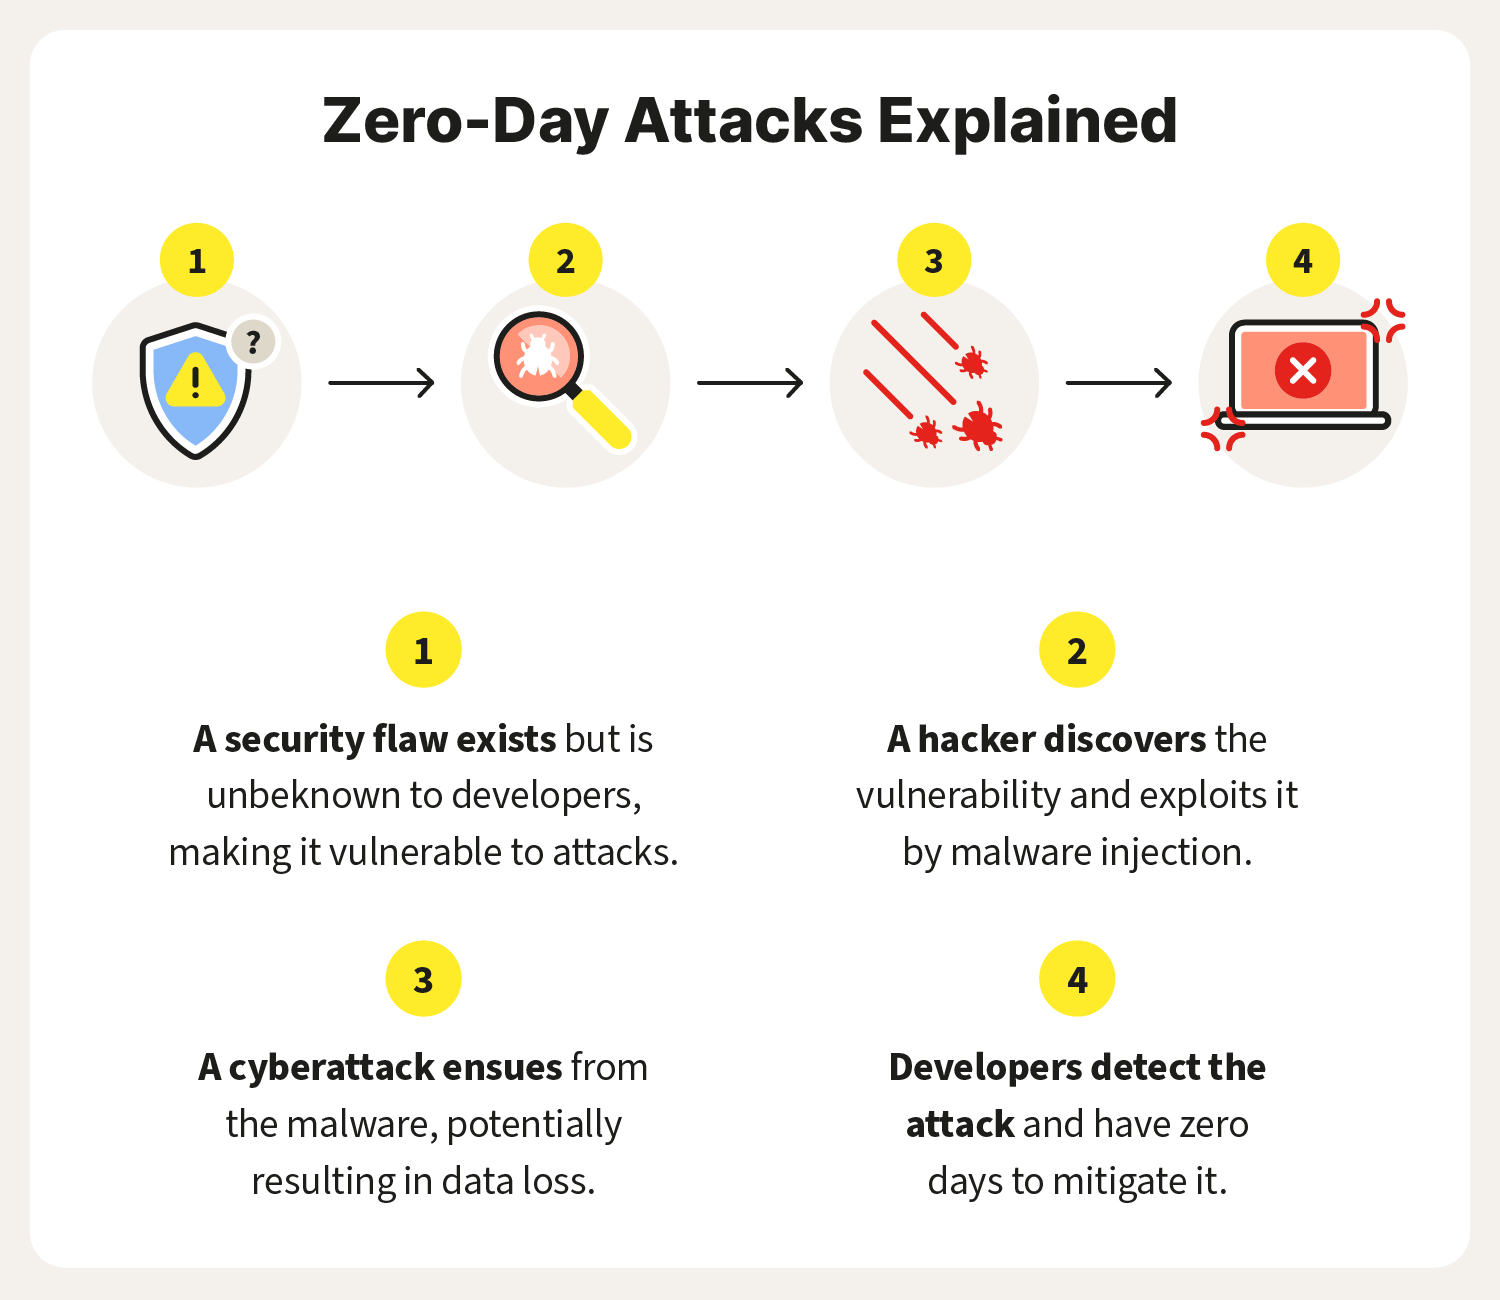 Zero-Day Attacks Explained
1
2
3
4
?
!
1
A security flaw exists but is
unbeknown to developers,
making it vulnerable to attacks.
2
A hacker discovers the
vulnerability and exploits it
by malware injection.
3
A cyberattack ensues from
the malware, potentially
resulting in data loss.
4
Developers detect the
attack and have zero
days to mitigate it.